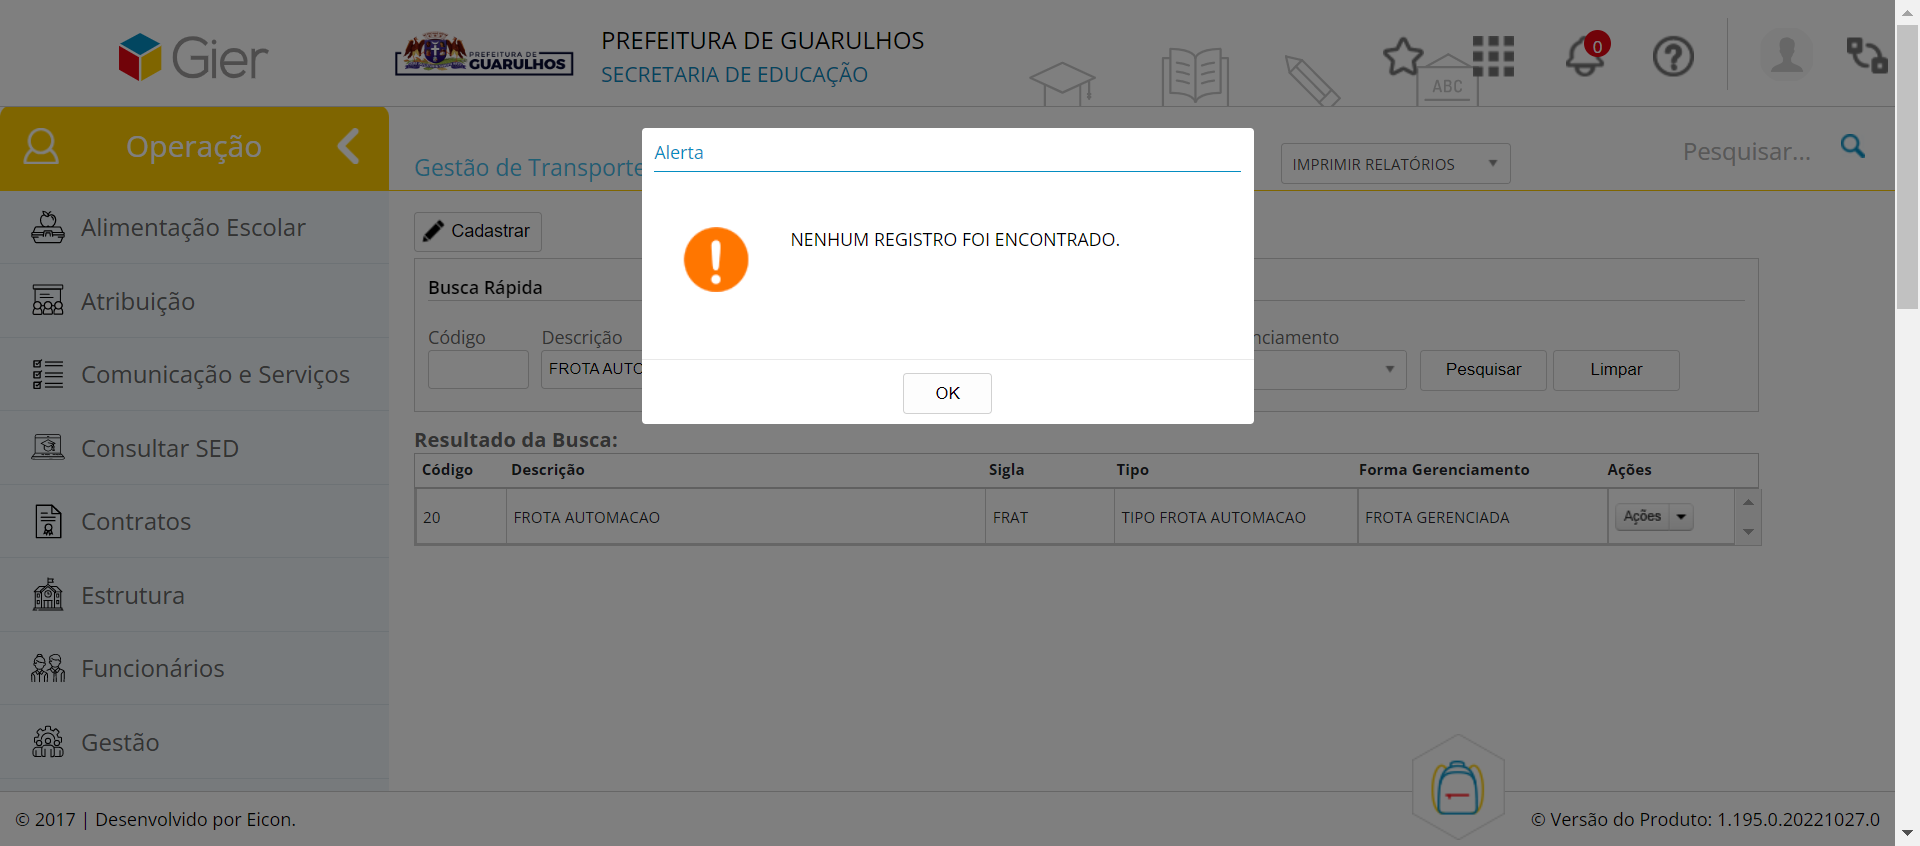 Gier
PREFEITURA DE
GUARULHOS
PREFEITURA DE GUARULHOS
SECRETARIA DE EDUCAÇÃO
ABC
0
Operação
Gestão de Transporte
IMPRIMIR RELATÓRIOS
Pesquisar...
Alerta
NENHUM REGISTRO FOI ENCONTRADO.
OK
Alimentação Escolar
Atribuição
Comunicação e Serviços
Consultar SED
Contratos
Estrutura
Funcionários
Gestão
Cadastrar
Busca Rápida
Código Descrição nciamento
FROTA AUTO Pesquisar Limpar
Resultado da Busca:
Código Descrição Sigla Tipo Forma Gerenciamento Ações
20 FROTA AUTOMACAO FRAT TIPO FROTA AUTOMACAO FROTA GERENCIADA Ações
© 2017 | Desenvolvido por Eicon.
© Versão do Produto: 1.195.0.20221027.0